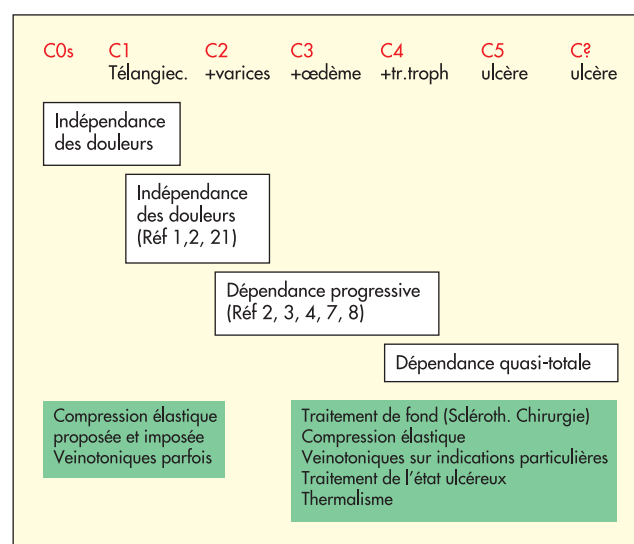 C0s C1 C2 C3 C4 C5 C?
Télangiec. +varices +œdème +tr.troph ulcère ulcère
Indépendance
des douleurs
Indépendance
des douleurs
(Réf 1,2, 21)
Dépendance progressive
(Réf 2, 3, 4, 7, 8)
Dépendance quasi-totale
Compression élastique
proposée et imposée
Veinotoniques parfois
Traitement de fond (Scléroth. Chirurgie)
Compression élastique
Veinotoniques sur indications particulières
Traitement de l'état ulcéreux
Thermalisme